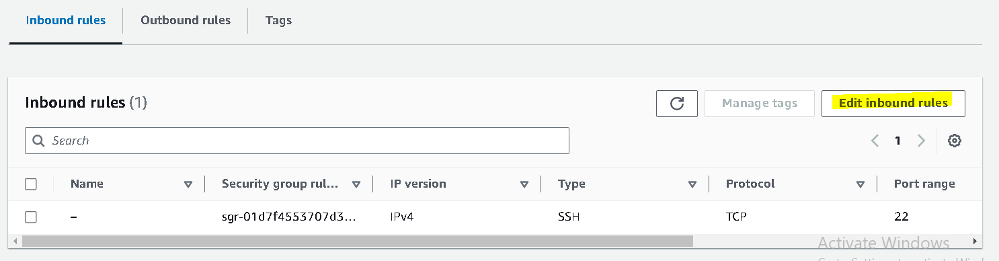 Inbound rules Outbound rules Tags
Inbound rules (1) Manage tags Edit inbound rules
Search 1
Name Security group rul... IP version Type Protocol Port range
– sgr-01d7f4553707d3... IPv4 SSH TCP 22
Activate Windows